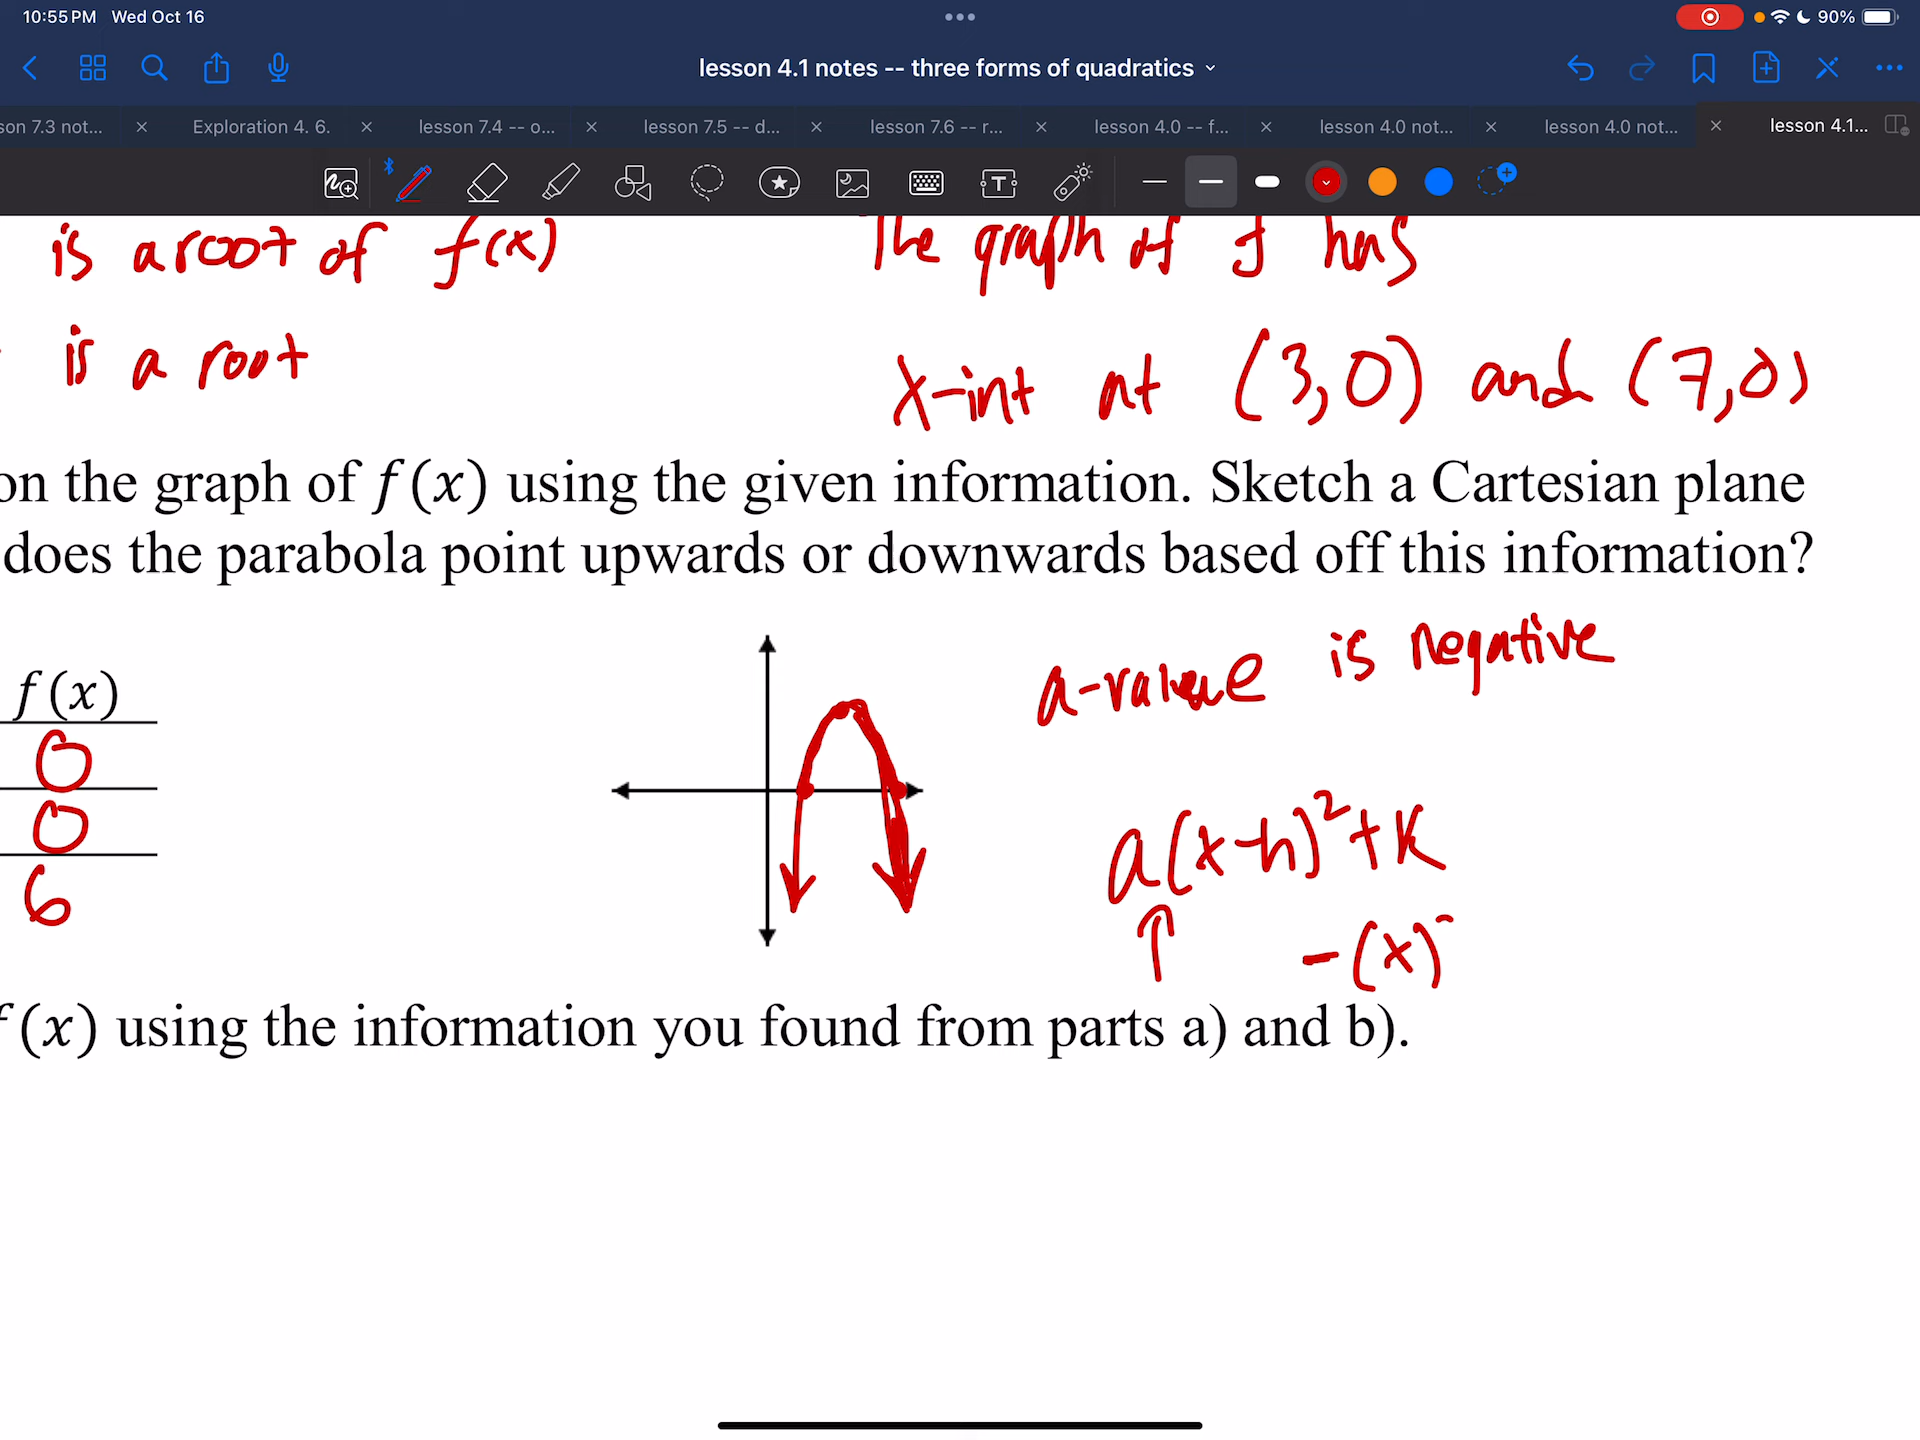 10:55 PM Wed Oct 16
90%
lesson 4.1 notes -- three forms of quadratics
son 7.3 not... Exploration 4. 6. lesson 7.4 -- o... lesson 7.5 -- d... lesson 7.6 -- r... lesson 4.0 -- f... lesson 4.0 not... lesson 4.0 not... lesson 4.1...
is a root of f(x)
The graph of f has
is a root
x-int at (3,0) and (7,0)
on the graph of f(x) using the given information. Sketch a Cartesian plane
does the parabola point upwards or downwards based off this information?
a-value is negative
f(x)
0
0
6
a(x-h)²+k
-(x)
f(x) using the information you found from parts a) and b).